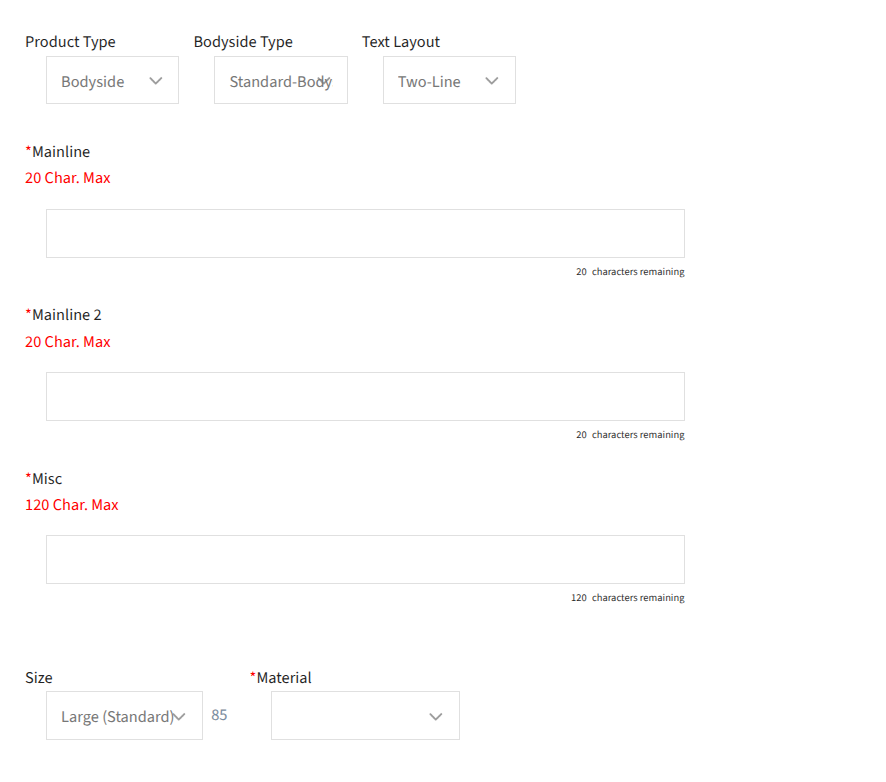 Product Type Bodyside Type Text Layout
Bodyside Standard-Body Two-Line
*Mainline
20 Char. Max
20 characters remaining
*Mainline 2
20 Char. Max
20 characters remaining
*Misc
120 Char. Max
120 characters remaining
Size *Material
Large (Standard) 85